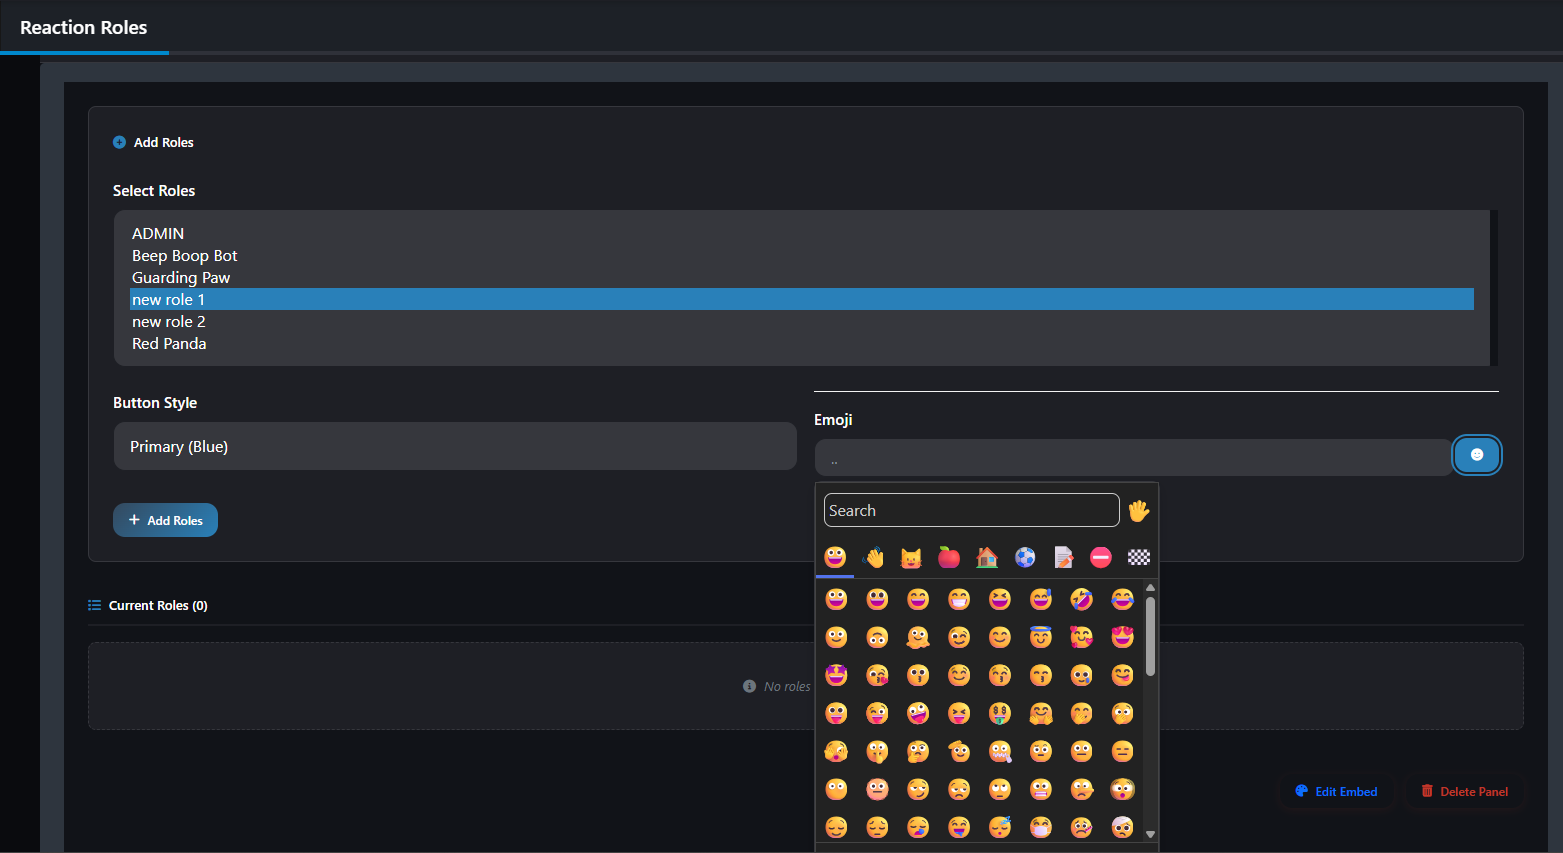 Reaction Roles
Add Roles
Select Roles
ADMIN
Beep Boop Bot
Guarding Paw
new role 1
new role 2
Red Panda
Button Style
Primary (Blue)
Emoji
..
Search
Add Roles
Current Roles (0)
No roles
Edit Embed
Delete Panel